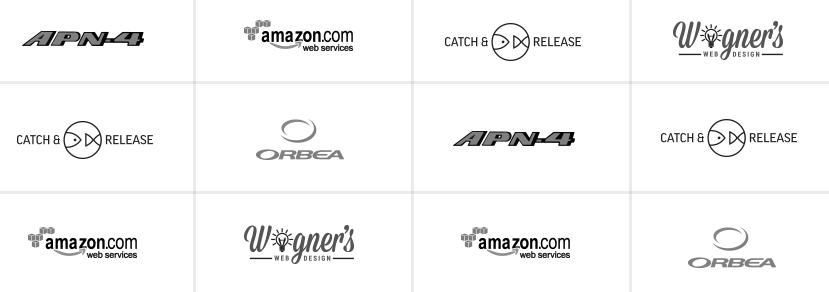 APN-4
amazon.com
web services
CATCH & RELEASE
Wagner's
WEB DESIGN
CATCH & RELEASE
ORBEA
APN-4
CATCH & RELEASE
amazon.com
web services
Wagner's
WEB DESIGN
amazon.com
web services
ORBEA